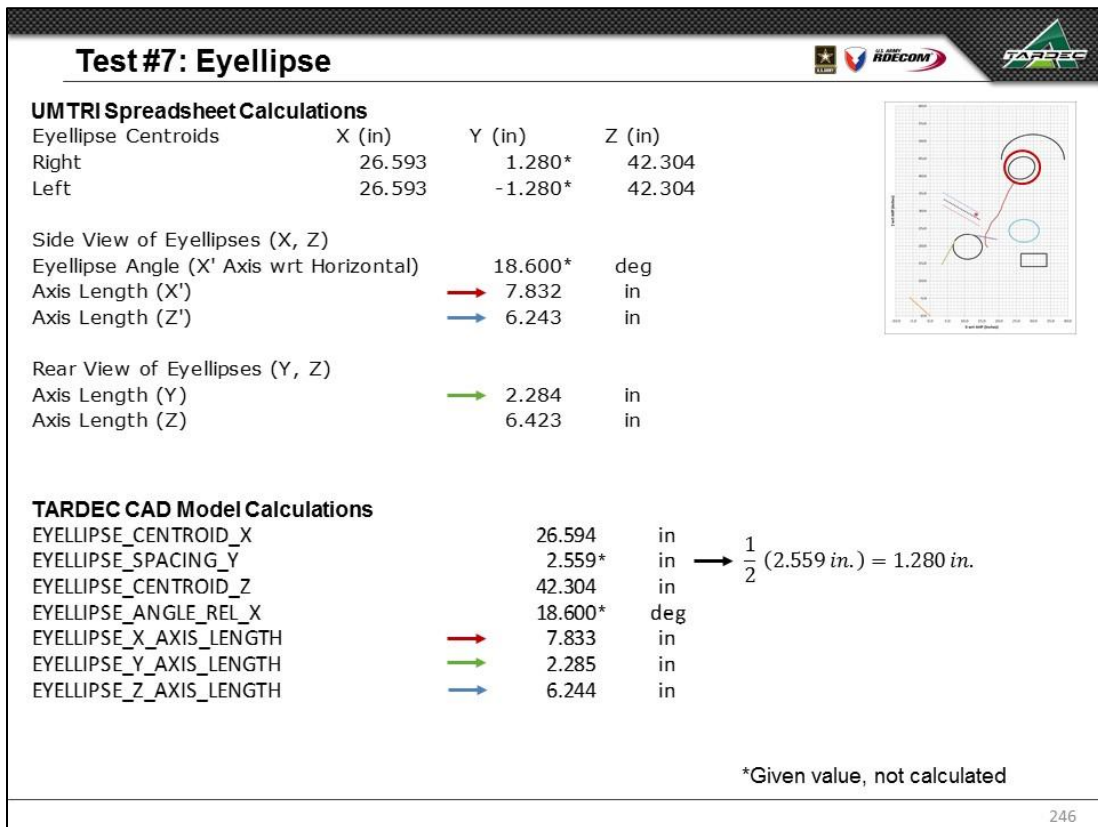 Test #7: Eyellipse
U.S. ARMY
U.S. ARMY RDECOM
TARDEC
UMTRI Spreadsheet Calculations
Eyellipse Centroids X (in) Y (in) Z (in)
Right 26.593 1.280* 42.304
Left 26.593 -1.280* 42.304
Side View of Eyellipses (X, Z)
Eyellipse Angle (X' Axis wrt Horizontal) 18.600* deg
Axis Length (X') 7.832 in
Axis Length (Z') 6.243 in
Rear View of Eyellipses (Y, Z)
Axis Length (Y) 2.284 in
Axis Length (Z) 6.423 in
TARDEC CAD Model Calculations
EYELLIPSE_CENTROID_X 26.594 in
EYELLIPSE_SPACING_Y 2.559* in 1/2 (2.559 in.) = 1.280 in.
EYELLIPSE_CENTROID_Z 42.304 in
EYELLIPSE_ANGLE_REL_X 18.600* deg
EYELLIPSE_X_AXIS_LENGTH 7.833 in
EYELLIPSE_Y_AXIS_LENGTH 2.285 in
EYELLIPSE_Z_AXIS_LENGTH 6.244 in
*Given value, not calculated
246